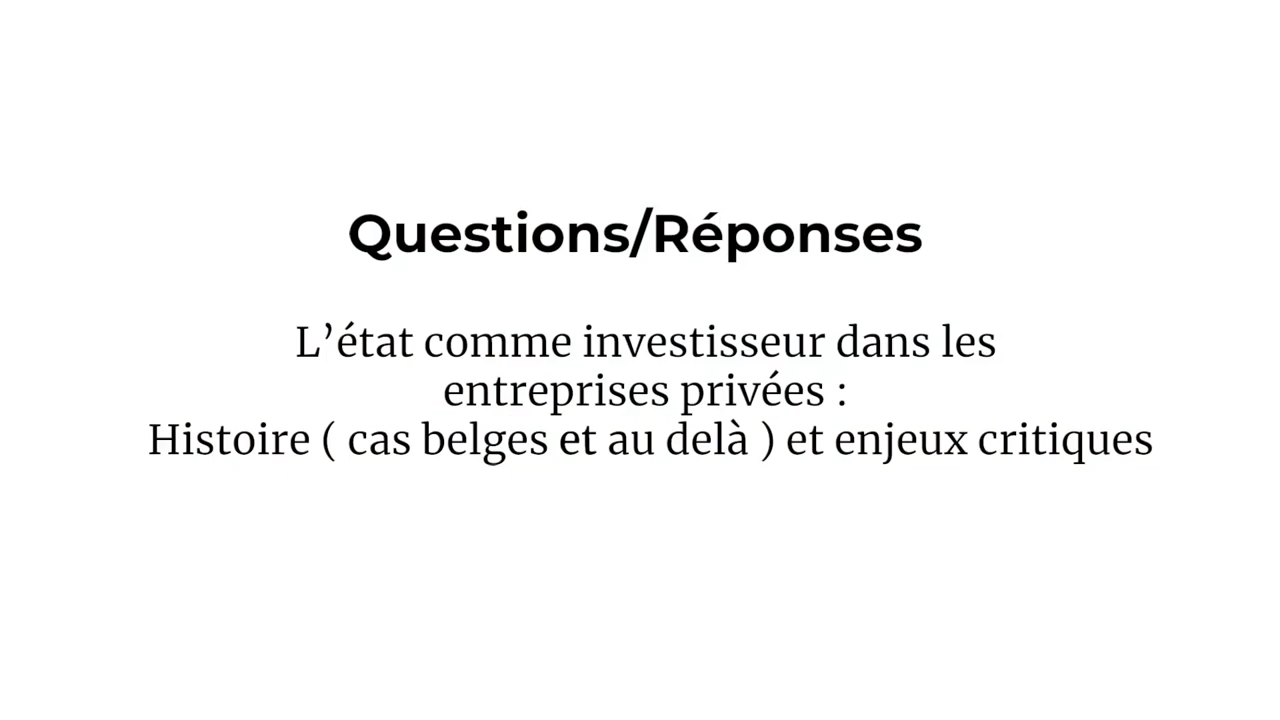 Questions/Réponses
L’état comme investisseur dans les
entreprises privées :
Histoire ( cas belges et au delà ) et enjeux critiques